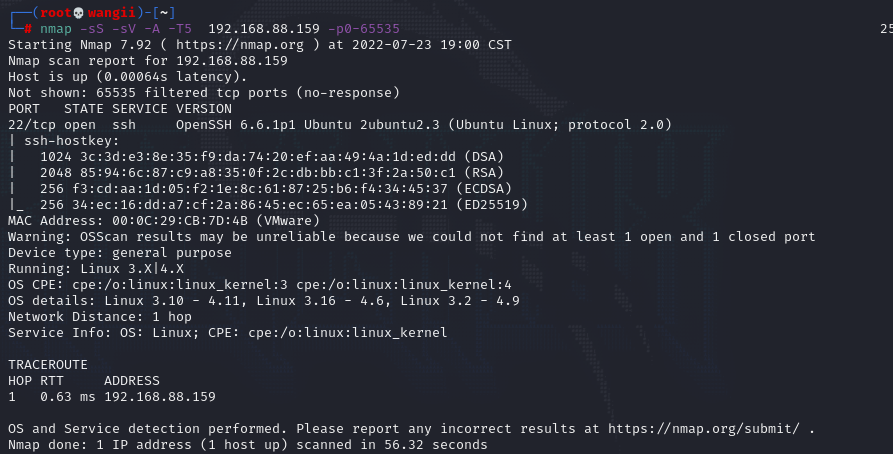 ┌──(root💀wangii)-[~]
└─# nmap -sS -sV -A -T5  192.168.88.159 -p0-65535 25
Starting Nmap 7.92 ( https://nmap.org ) at 2022-07-23 19:00 CST
Nmap scan report for 192.168.88.159
Host is up (0.00064s latency).
Not shown: 65535 filtered tcp ports (no-response)
PORT   STATE SERVICE VERSION
22/tcp open  ssh     OpenSSH 6.6.1p1 Ubuntu 2ubuntu2.3 (Ubuntu Linux; protocol 2.0)
| ssh-hostkey:
|   1024 3c:3d:e3:8e:35:f9:da:74:20:ef:aa:49:4a:1d:ed:dd (DSA)
|   2048 85:94:6c:87:c9:a8:35:0f:2c:db:bb:c1:3f:2a:50:c1 (RSA)
|   256 f3:cd:aa:1d:05:f2:1e:8c:61:87:25:b6:f4:34:45:37 (ECDSA)
|_  256 34:ec:16:dd:a7:cf:2a:86:45:ec:65:ea:05:43:89:21 (ED25519)
MAC Address: 00:0C:29:CB:7D:4B (VMware)
Warning: OSScan results may be unreliable because we could not find at least 1 open and 1 closed port
Device type: general purpose
Running: Linux 3.X|4.X
OS CPE: cpe:/o:linux:linux_kernel:3 cpe:/o:linux:linux_kernel:4
OS details: Linux 3.10 - 4.11, Linux 3.16 - 4.6, Linux 3.2 - 4.9
Network Distance: 1 hop
Service Info: OS: Linux; CPE: cpe:/o:linux:linux_kernel

TRACEROUTE
HOP RTT     ADDRESS
1   0.63 ms 192.168.88.159

OS and Service detection performed. Please report any incorrect results at https://nmap.org/submit/ .
Nmap done: 1 IP address (1 host up) scanned in 56.32 seconds